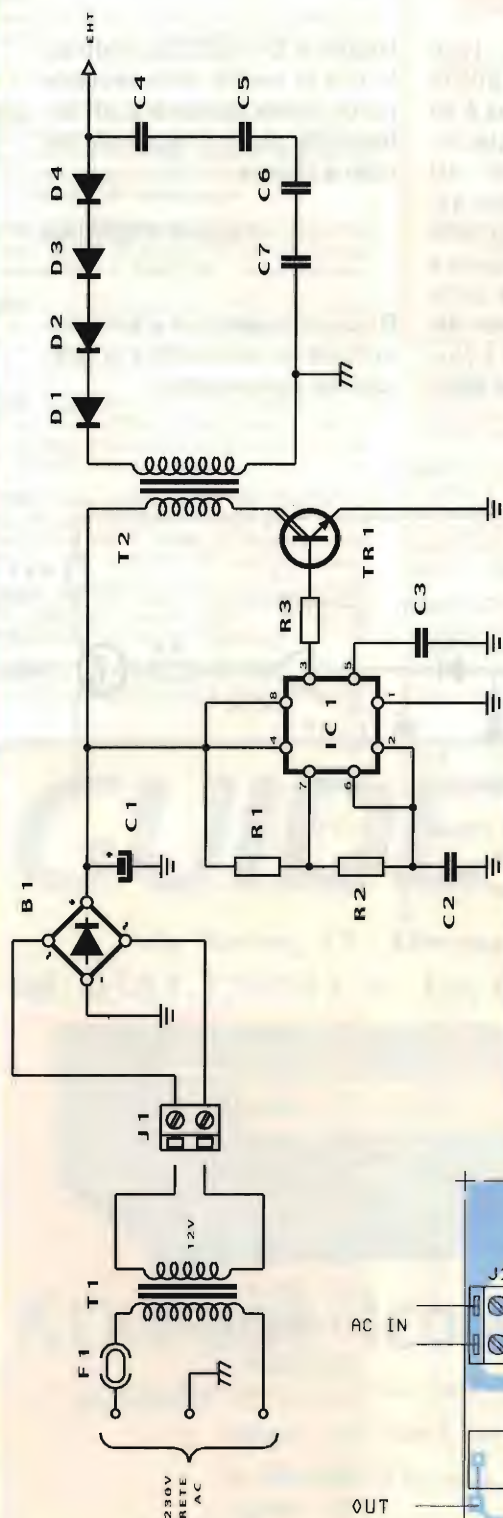 EHT
D4
D3
D2
D1
C4
C5
C6
C7
T2
TR1
R3
IC1
3
5
8
1
4
2
7
6
C3
R1
R2
C2
B1
+
~
~
-
C1
+
J1
12V
T1
F1
230V
RETE
AC
AC IN
OUT